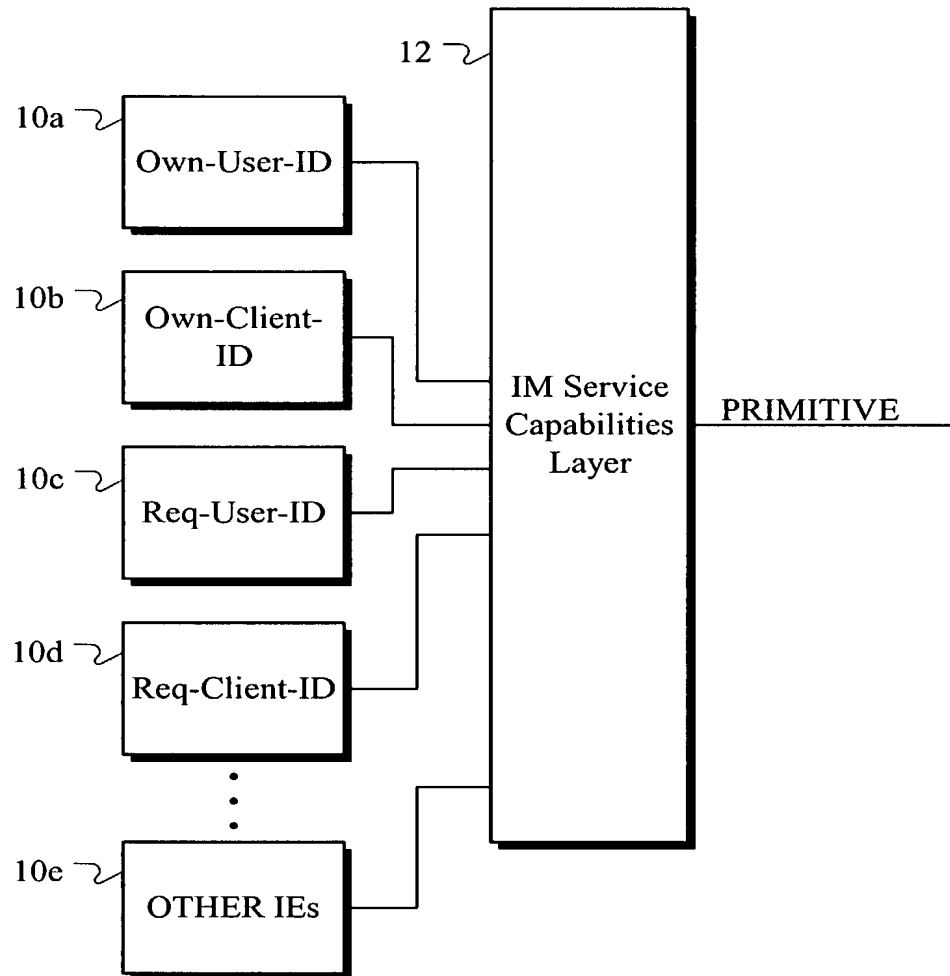 12
10a
Own-User-ID
10b
Own-Client-
ID
IM Service
Capabilities
Layer
PRIMITIVE
10c
Req-User-ID
10d
Req-Client-ID
10e
OTHER IEs